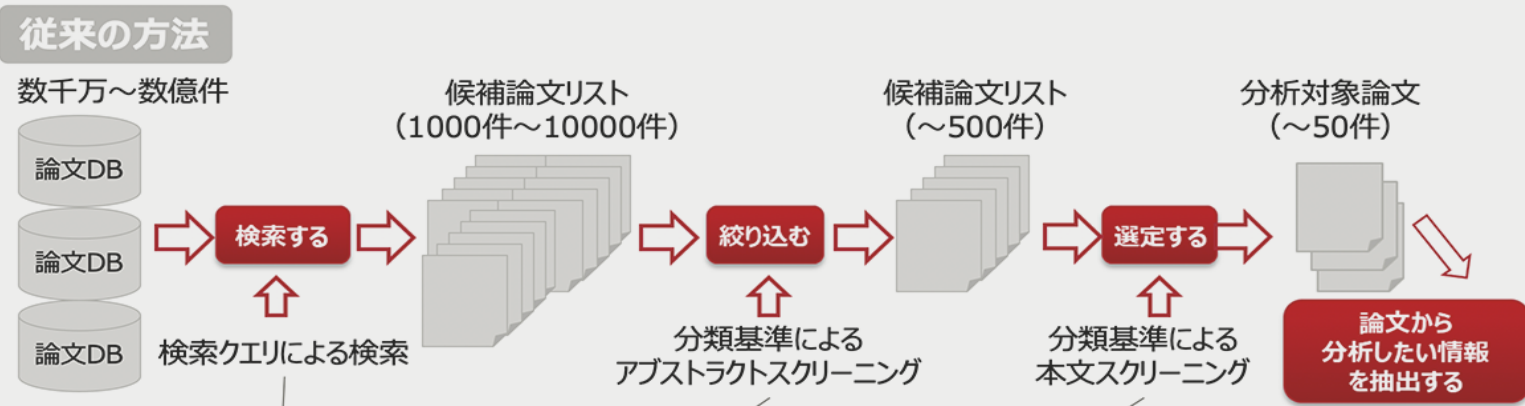 従来の方法
数千万～数億件
論文DB
論文DB
論文DB
検索する
検索クエリによる検索
候補論文リスト
（1000件～10000件）
絞り込む
分類基準による
アブストラクトスクリーニング
候補論文リスト
（～500件）
選定する
分類基準による
本文スクリーニング
分析対象論文
（～50件）
論文から
分析したい情報
を抽出する